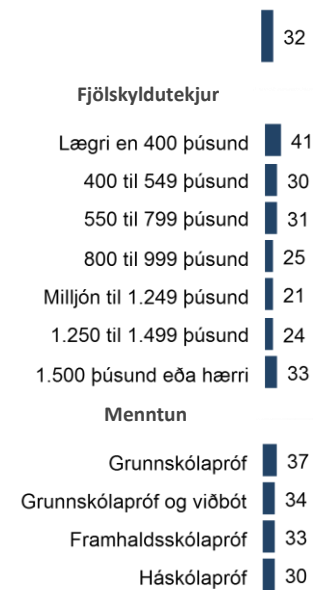 32
Fjölskyldutekjur
Lægri en 400 þúsund 41
400 til 549 þúsund 30
550 til 799 þúsund 31
800 til 999 þúsund 25
Milljón til 1.249 þúsund 21
1.250 til 1.499 þúsund 24
1.500 þúsund eða hærri 33
Menntun
Grunnskólapróf 37
Grunnskólapróf og viðbót 34
Framhaldsskólapróf 33
Háskólapróf 30